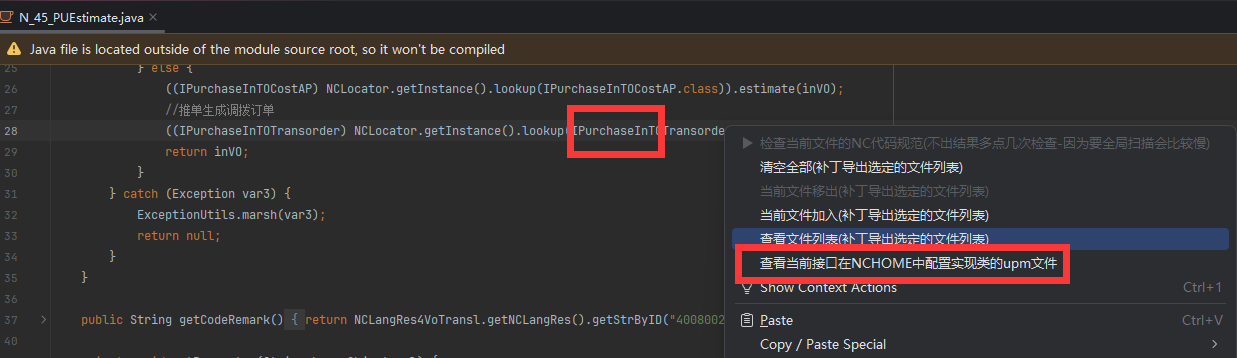 N_45_PUEstimate.java
Java file is located outside of the module source root, so it won't be compiled
25 } else {
26 ((IPurchaseInTOCostAP) NCLocator.getInstance().lookup(IPurchaseInTOCostAP.class)).estimate(inVO);
27 //推单生成调拨订单
28 ((IPurchaseInTOTransorder) NCLocator.getInstance().lookup(IPurchaseInTOTransorde
29 return inVO;
30 }
31 } catch (Exception var3) {
32 ExceptionUtils.marsh(var3);
33 return null;
34 }
35 }
36
37 public String getCodeRemark() { return NCLangRes4VoTransl.getNCLangRes().getStrByID("4008002
40
检查当前文件的NC代码规范(不出结果多点几次检查-因为要全局扫描会比较慢)
清空全部(补丁导出选定的文件列表)
当前文件移出(补丁导出选定的文件列表)
当前文件加入(补丁导出选定的文件列表)
查看文件列表(补丁导出选定的文件列表)
查看当前接口在NCHOME中配置实现类的upm文件
Show Context Actions Ctrl+1
Paste Ctrl+V
Copy / Paste Special